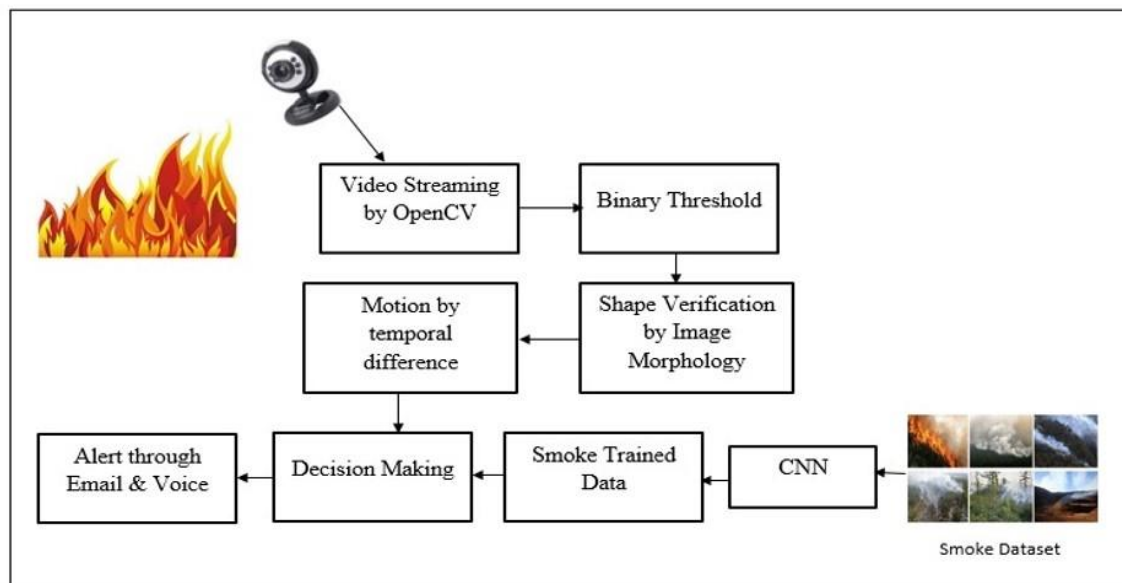 Video Streaming
by OpenCV
Binary Threshold
Motion by
temporal
difference
Shape Verification
by Image
Morphology
Alert through
Email & Voice
Decision Making
Smoke Trained
Data
CNN
Smoke Dataset